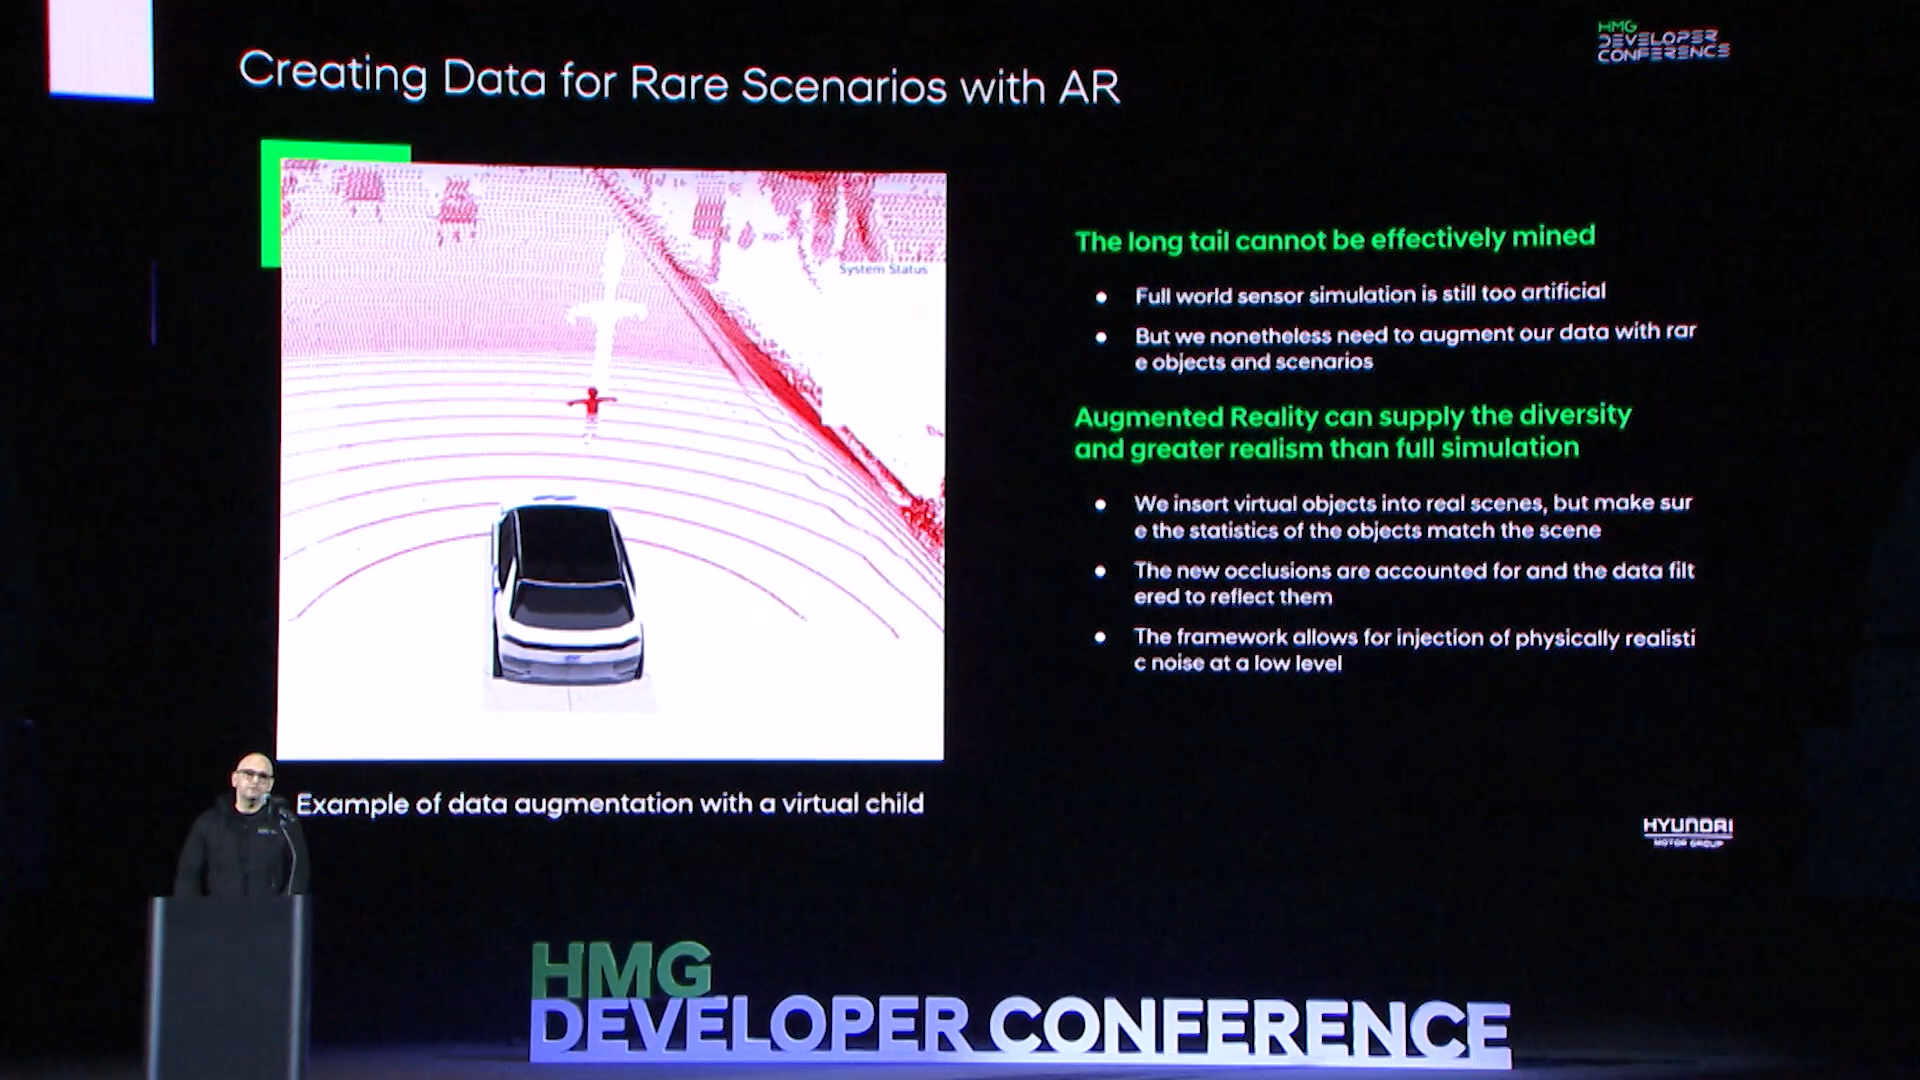 HMG
DEVELOPER
CONFERENCE
Creating Data for Rare Scenarios with AR
System Status
The long tail cannot be effectively mined
● Full world sensor simulation is still too artificial
● But we nonetheless need to augment our data with rar
e objects and scenarios
Augmented Reality can supply the diversity
and greater realism than full simulation
● We insert virtual objects into real scenes, but make sur
e the statistics of the objects match the scene
● The new occlusions are accounted for and the data filt
ered to reflect them
● The framework allows for injection of physically realisti
c noise at a low level
Example of data augmentation with a virtual child
HYUNDAI
MOTOR GROUP
HMG
DEVELOPER CONFERENCE